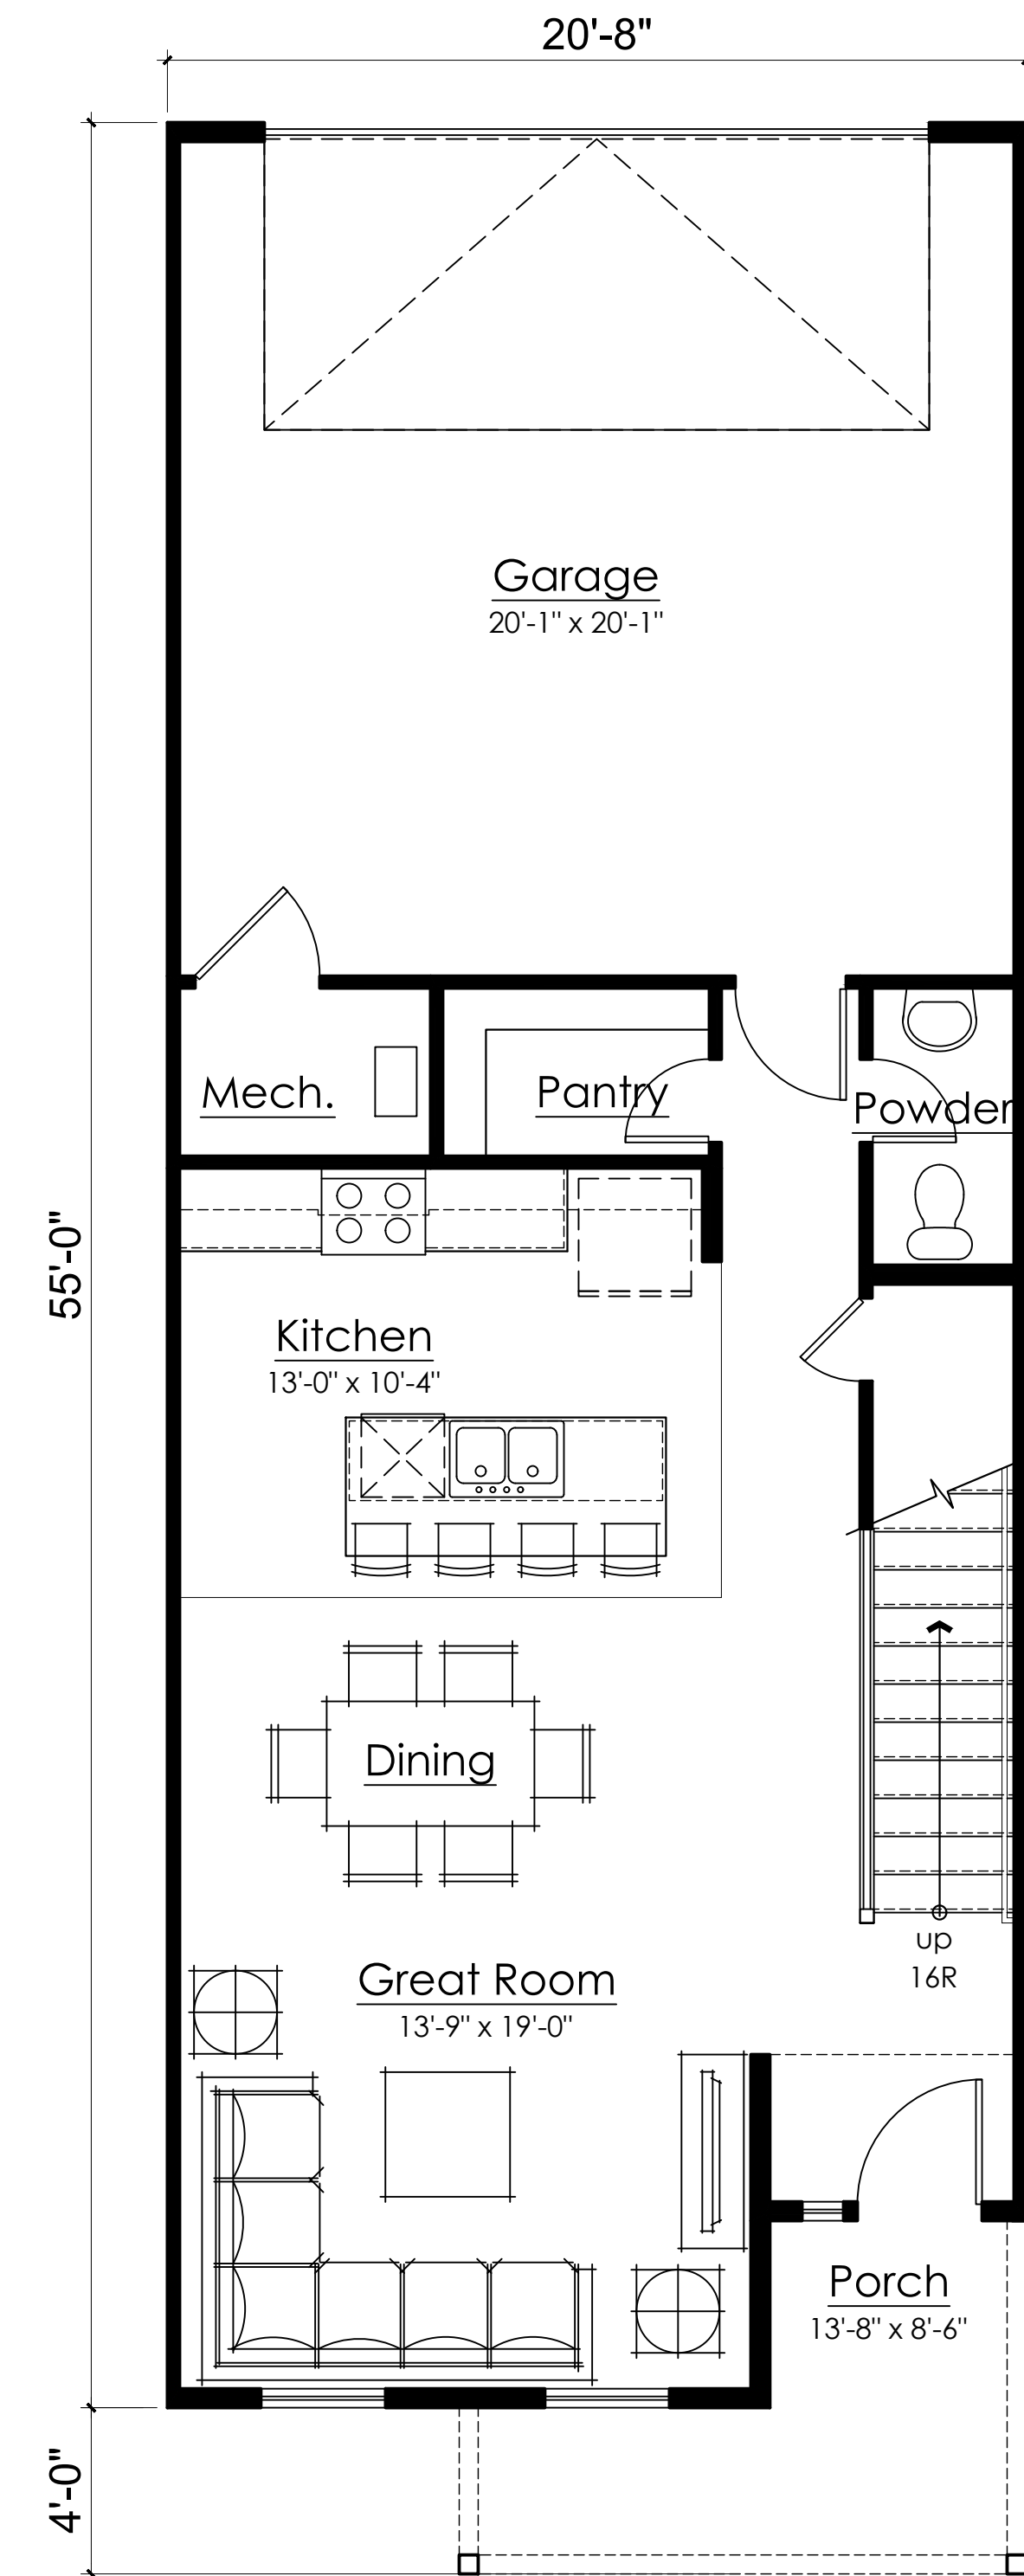 20'-8"
Garage
20'-1" x 20'-1"
Mech.
Pantry
Powder
55'-0"
Kitchen
13'-0" x 10'-4"
Dining
up
16R
Great Room
13'-9" x 19'-0"
Porch
13'-8" x 8'-6"
4'-0"